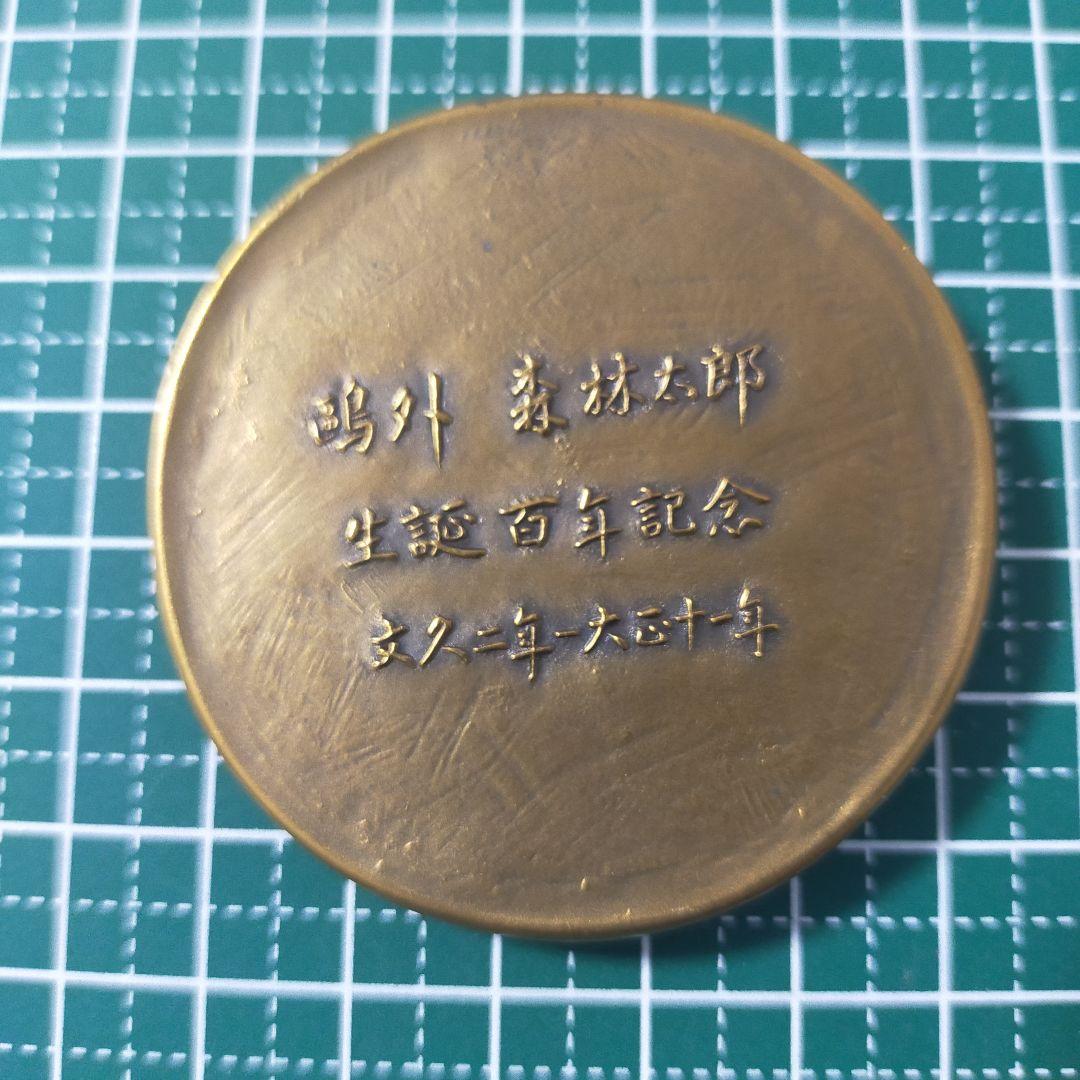 鷗外 森林太郎
生誕百年記念
文久二年ー大正十一年